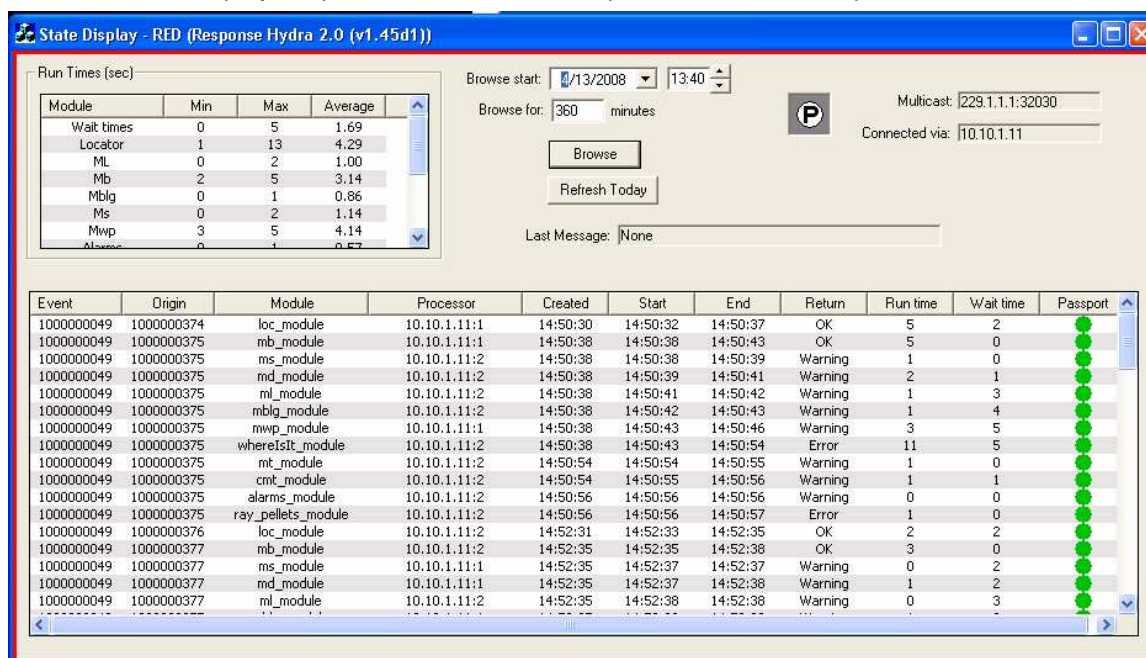 State Display - RED (Response Hydra 2.0 (v1.45d1))
Run Times (sec)
Module Min Max Average
Wait times 0 5 1.69
Locator 1 13 4.29
ML 0 2 1.00
Mb 2 5 3.14
Mblg 0 1 0.86
Ms 0 2 1.14
Mwp 3 5 4.14
Alarms 0 1 0.57
Browse start: 4/13/2008 13:40
Browse for: 360 minutes
Browse
Refresh Today
P
Multicast: 229.1.1.1:32030
Connected via: 10.10.1.11
Last Message: None
Event Origin Module Processor Created Start End Return Run time Wait time Passport
1000000049 1000000374 loc_module 10.10.1.11:1 14:50:30 14:50:32 14:50:37 OK 5 2
1000000049 1000000375 mb_module 10.10.1.11:1 14:50:38 14:50:38 14:50:43 OK 5 0
1000000049 1000000375 ms_module 10.10.1.11:2 14:50:38 14:50:38 14:50:39 Warning 1 0
1000000049 1000000375 md_module 10.10.1.11:2 14:50:38 14:50:39 14:50:41 Warning 2 1
1000000049 1000000375 ml_module 10.10.1.11:2 14:50:38 14:50:41 14:50:42 Warning 1 3
1000000049 1000000375 mblg_module 10.10.1.11:2 14:50:38 14:50:42 14:50:43 Warning 1 4
1000000049 1000000375 mwp_module 10.10.1.11:1 14:50:38 14:50:43 14:50:46 Warning 3 5
1000000049 1000000375 whereIsIt_module 10.10.1.11:2 14:50:38 14:50:43 14:50:54 Error 11 5
1000000049 1000000375 mt_module 10.10.1.11:2 14:50:54 14:50:54 14:50:55 Warning 1 0
1000000049 1000000375 cmt_module 10.10.1.11:2 14:50:54 14:50:55 14:50:56 Warning 1 1
1000000049 1000000375 alarms_module 10.10.1.11:2 14:50:56 14:50:56 14:50:56 Warning 0 0
1000000049 1000000375 ray_pellets_module 10.10.1.11:2 14:50:56 14:50:56 14:50:57 Error 1 0
1000000049 1000000376 loc_module 10.10.1.11:2 14:52:31 14:52:33 14:52:35 OK 2 2
1000000049 1000000377 mb_module 10.10.1.11:2 14:52:35 14:52:35 14:52:38 OK 3 0
1000000049 1000000377 ms_module 10.10.1.11:1 14:52:35 14:52:37 14:52:37 Warning 0 2
1000000049 1000000377 md_module 10.10.1.11:1 14:52:35 14:52:37 14:52:38 Warning 1 2
1000000049 1000000377 ml_module 10.10.1.11:2 14:52:35 14:52:38 14:52:38 Warning 0 3